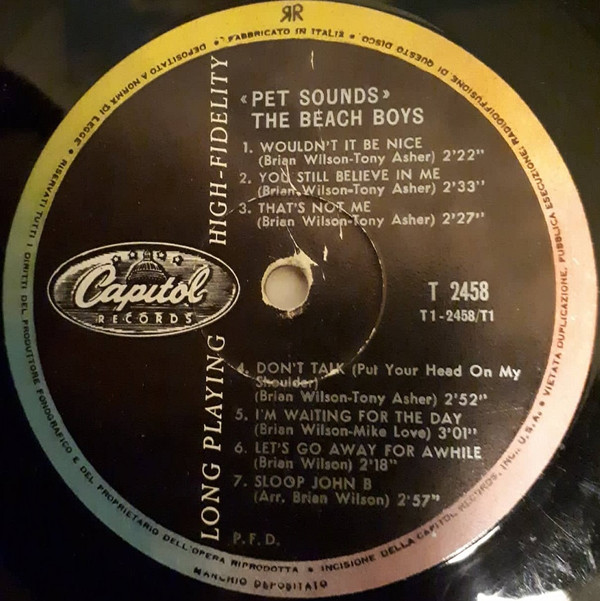 RR
FABBRICATO IN ITALIA • VIETATA DUPLICAZIONE, PUBBLICA ESECUZIONE, RADIODIFFUSIONE DI QUESTO DISCO
RISERVATI TUTTI I DIRITTI DEL PRODUTTORE FONOGRAFICO E DEL PROPRIETARIO DELL'OPERA RIPRODOTTA • INCISIONE DELLA CAPITOL RECORDS, INC. U.S.A.
DEPOSITATO A NORMA DI LEGGE
MARCHIO DEPOSITATO
LONG PLAYING HIGH-FIDELITY
«PET SOUNDS»
THE BEACH BOYS
1. WOULDN'T IT BE NICE
(Brian Wilson-Tony Asher) 2'22"
2. YOU STILL BELIEVE IN ME
(Brian Wilson-Tony Asher) 2'33"
3. THAT'S NOT ME
(Brian Wilson-Tony Asher) 2'27"
Capitol
RECORDS
T 2458
T1-2458/T1
4. DON'T TALK (Put Your Head On My
Shoulder)
(Brian Wilson-Tony Asher) 2'52"
5. I'M WAITING FOR THE DAY
(Brian Wilson-Mike Love) 3'01"
6. LET'S GO AWAY FOR AWHILE
(Brian Wilson) 2'18"
7. SLOOP JOHN B
(Arr. Brian Wilson) 2'57"
P.F.D.